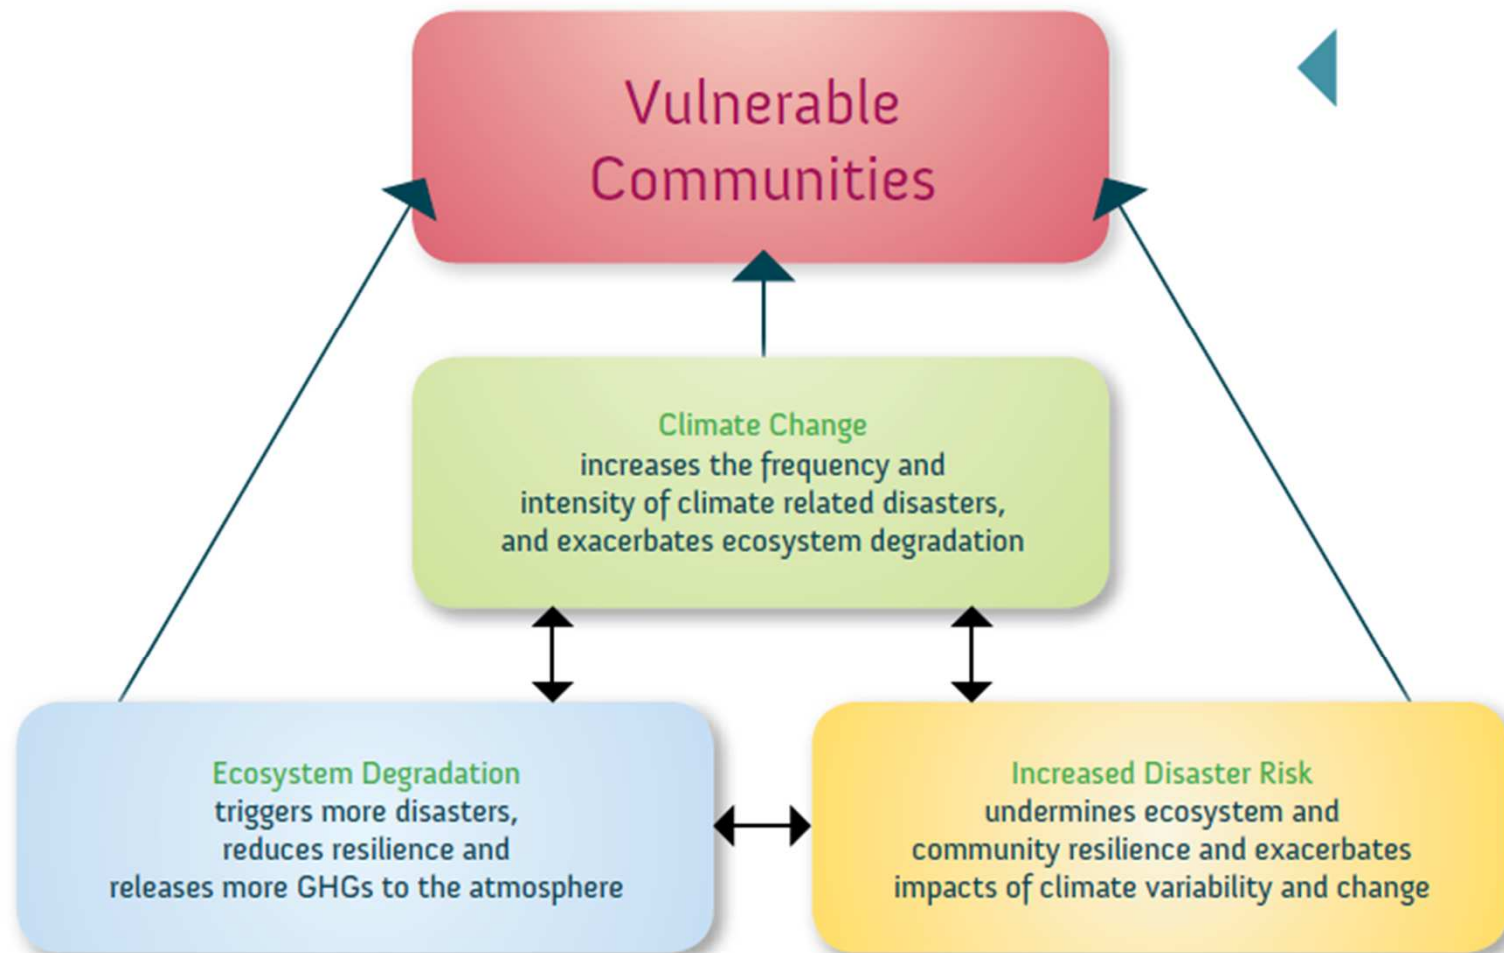 Vulnerable
Communities
Climate Change
increases the frequency and
intensity of climate related disasters,
and exacerbates ecosystem degradation
Ecosystem Degradation
triggers more disasters,
reduces resilience and
releases more GHGs to the atmosphere
Increased Disaster Risk
undermines ecosystem and
community resilience and exacerbates
impacts of climate variability and change